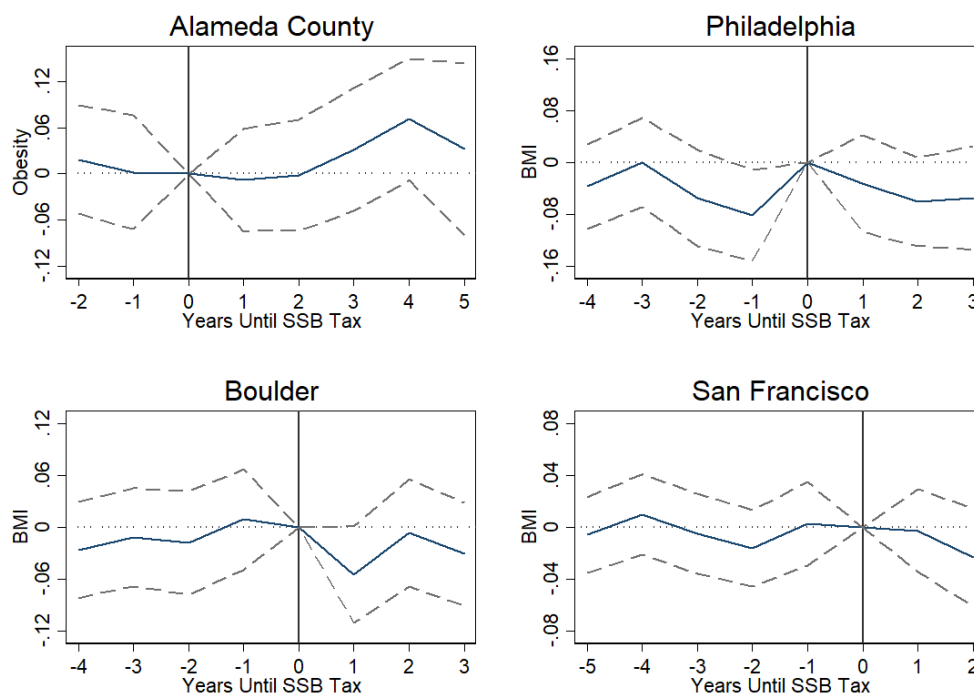 Alameda County
Obesity
.12
.06
0
-.06
-.12
-2 -1 0 1 2 3 4 5
Years Until SSB Tax
Philadelphia
BMI
.16
.08
0
-.08
-.16
-4 -3 -2 -1 0 1 2 3
Years Until SSB Tax
Boulder
BMI
.12
.06
0
-.06
-.12
-4 -3 -2 -1 0 1 2 3
Years Until SSB Tax
San Francisco
BMI
.08
.04
0
-.04
-.08
-5 -4 -3 -2 -1 0 1 2
Years Until SSB Tax